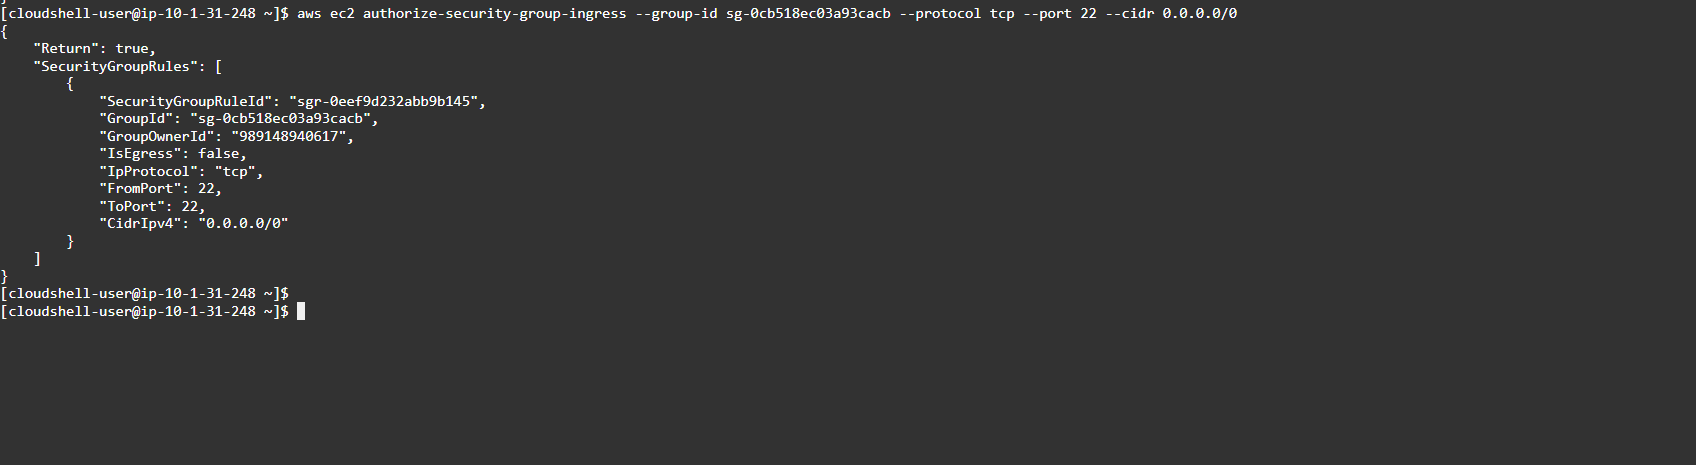 [cloudshell-user@ip-10-1-31-248 ~]$ aws ec2 authorize-security-group-ingress --group-id sg-0cb518ec03a93cacb --protocol tcp --port 22 --cidr 0.0.0.0/0
{
    "Return": true,
    "SecurityGroupRules": [
        {
            "SecurityGroupRuleId": "sgr-0eef9d232abb9b145",
            "GroupId": "sg-0cb518ec03a93cacb",
            "GroupOwnerId": "989148940617",
            "IsEgress": false,
            "IpProtocol": "tcp",
            "FromPort": 22,
            "ToPort": 22,
            "CidrIpv4": "0.0.0.0/0"
        }
    ]
}
[cloudshell-user@ip-10-1-31-248 ~]$
[cloudshell-user@ip-10-1-31-248 ~]$